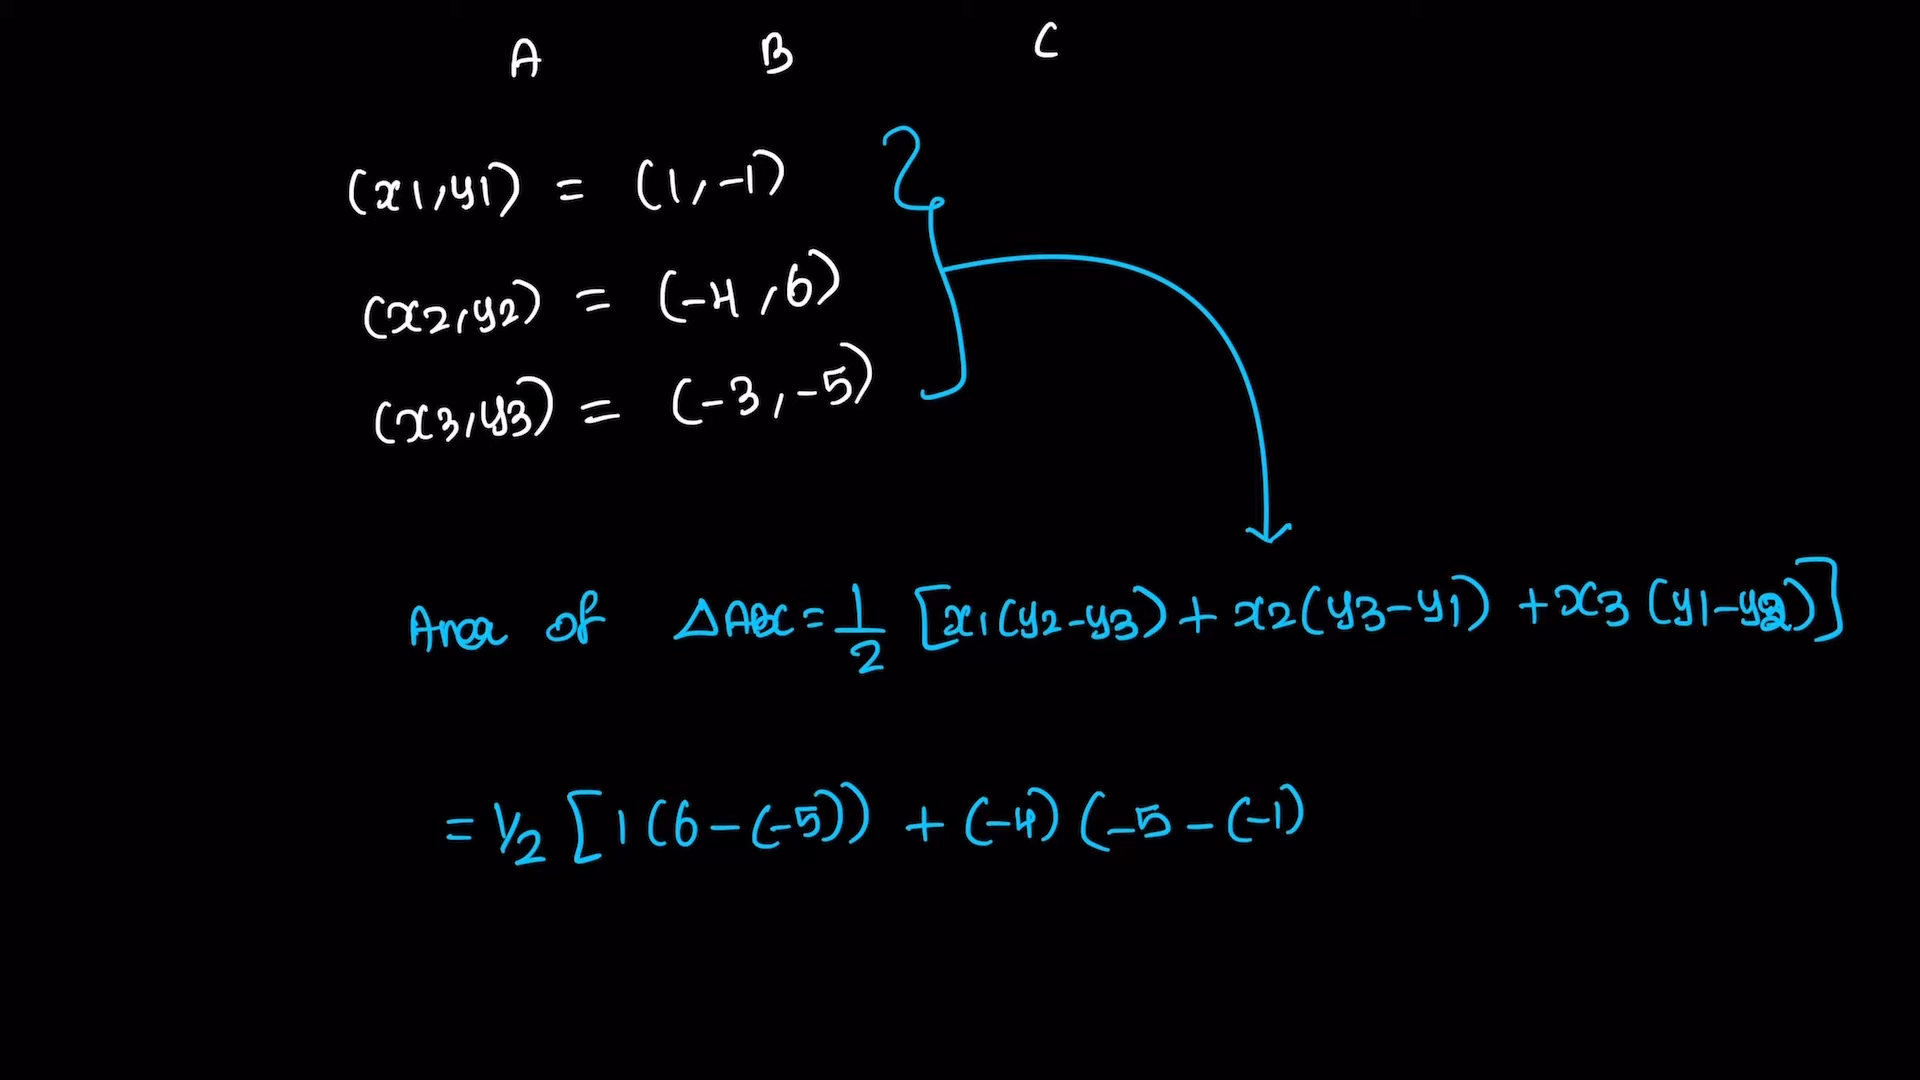 A B C
(x1,y1) = (1,-1)
(x2,y2) = (-4,6)
(x3,y3) = (-3,-5)
Area of △ABC = 1/2 [x1(y2-y3) + x2(y3-y1) + x3(y1-y2)]
= 1/2 [1(6-(-5)) + (-4)(-5-(-1)